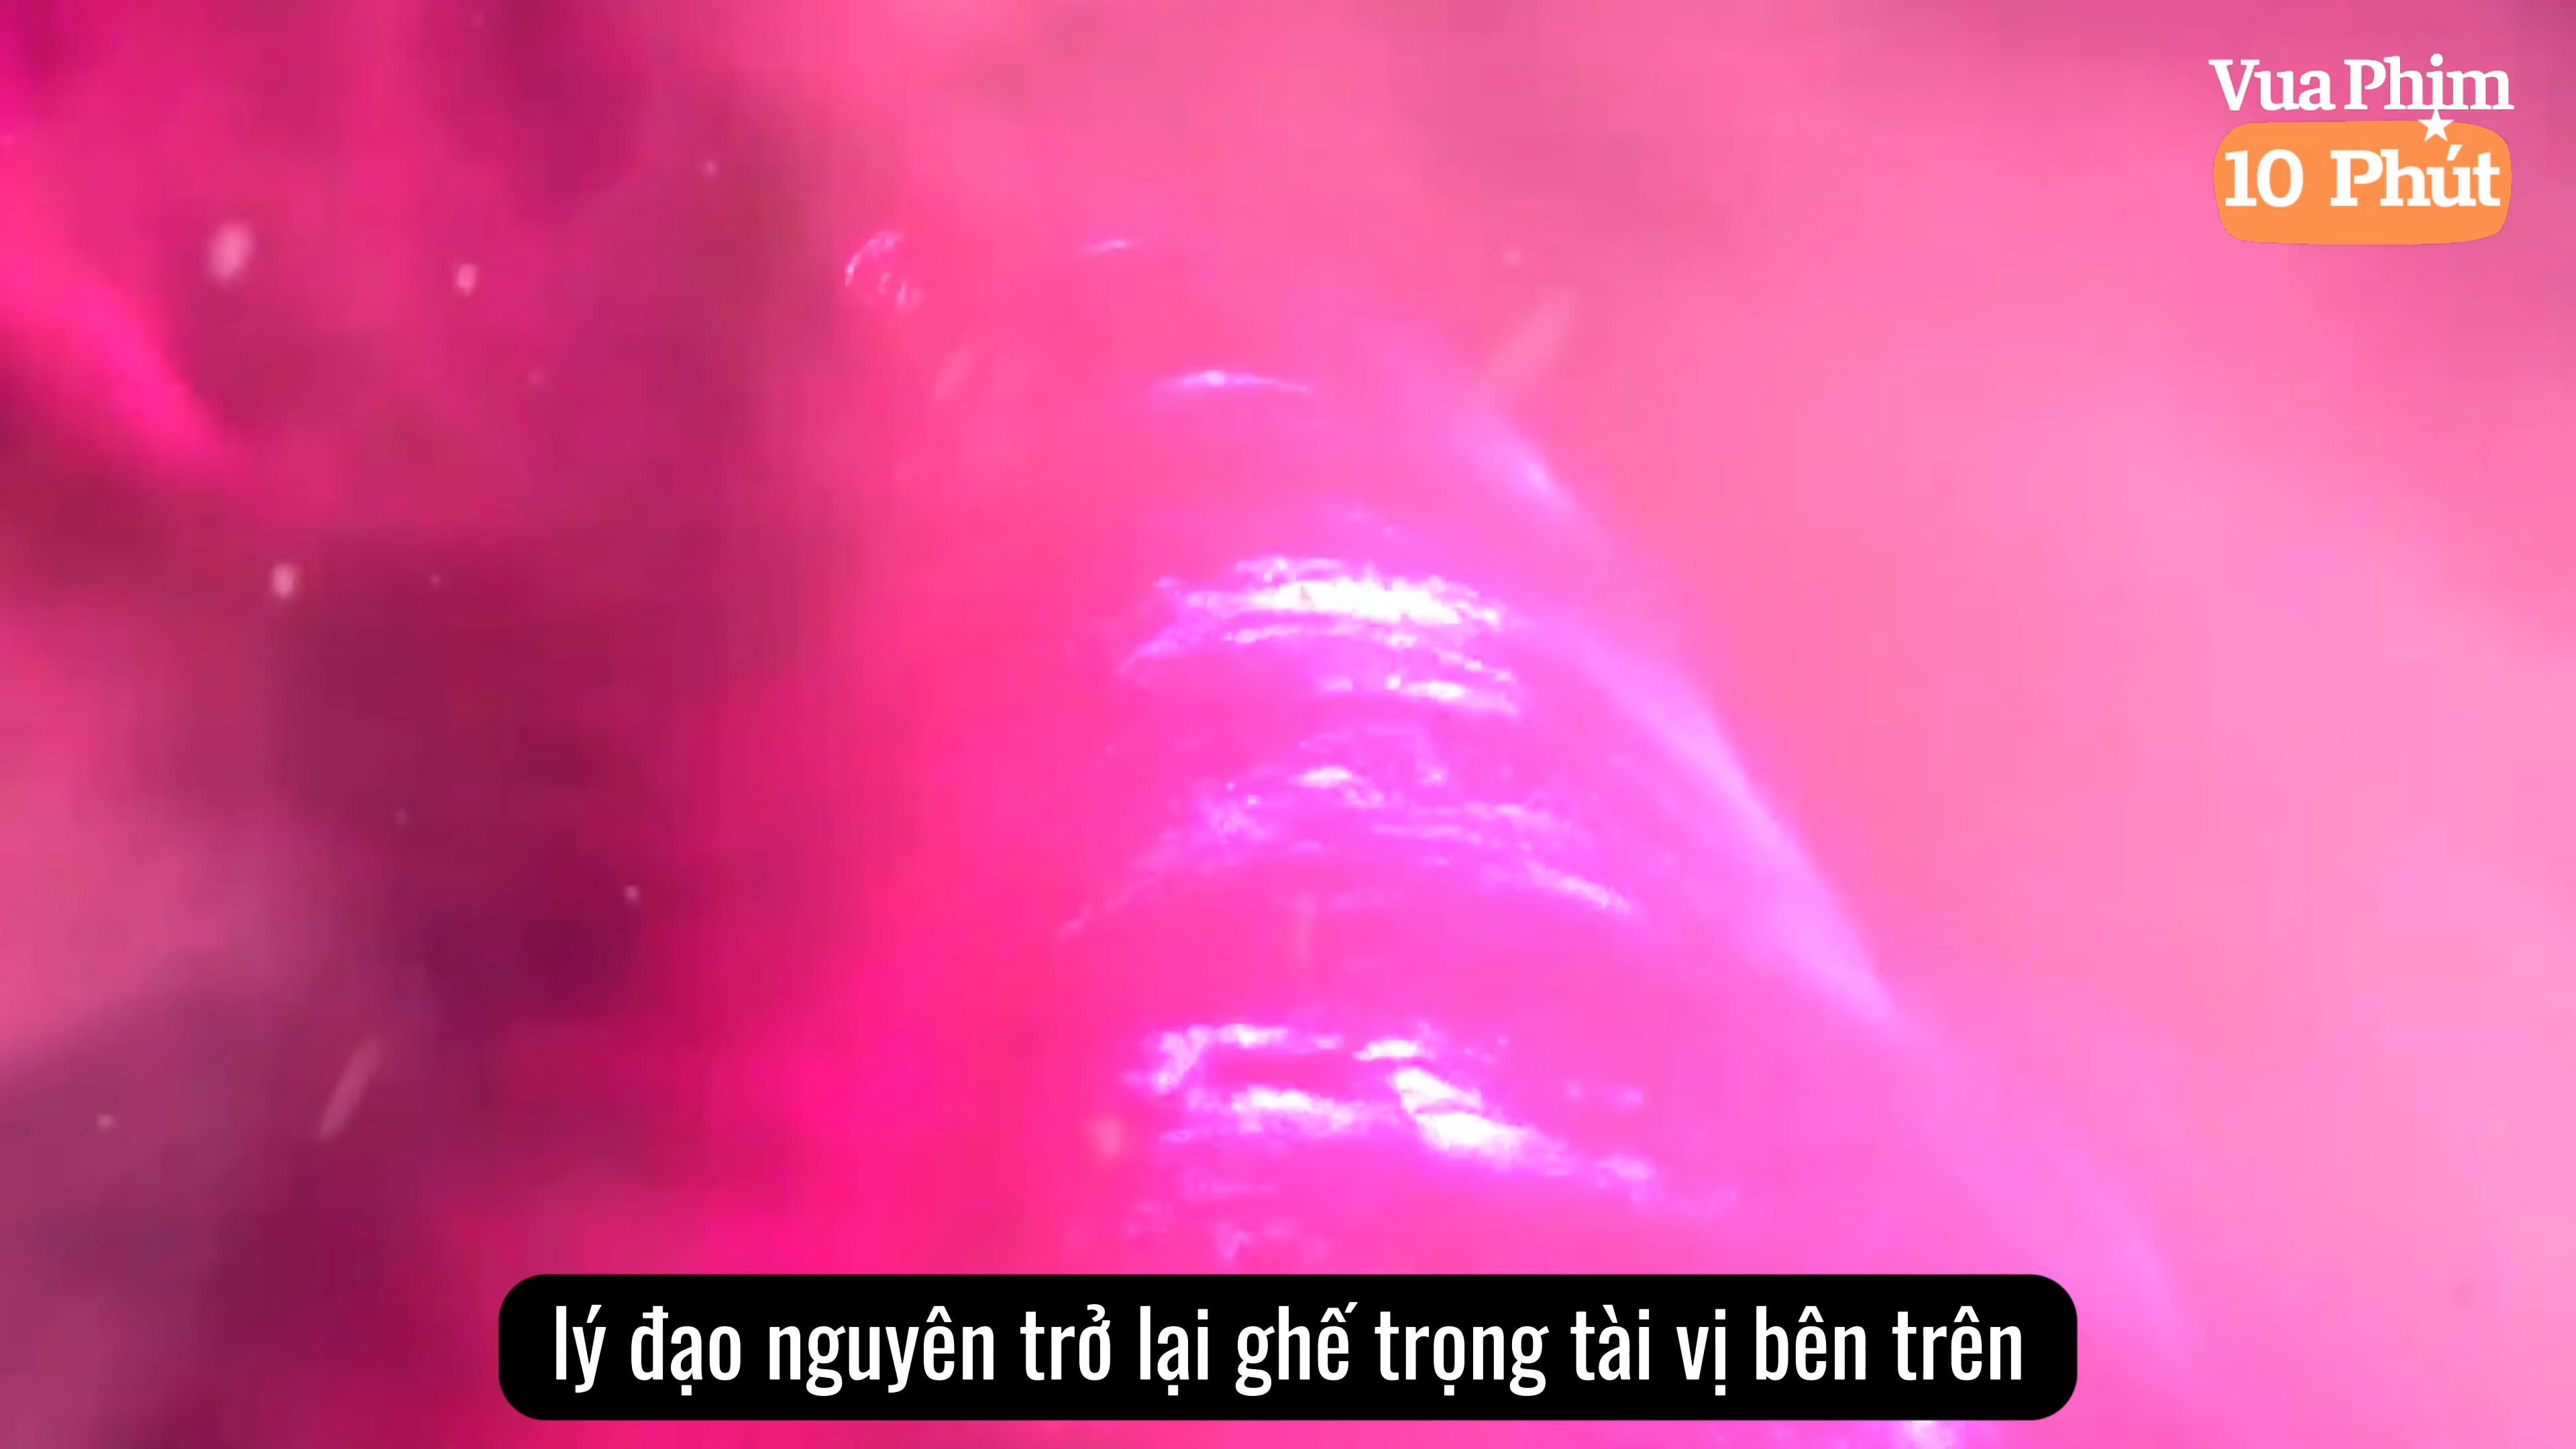 Vua Phim
10 Phút
lý đạo nguyên trở lại ghế trọng tài vị bên trên